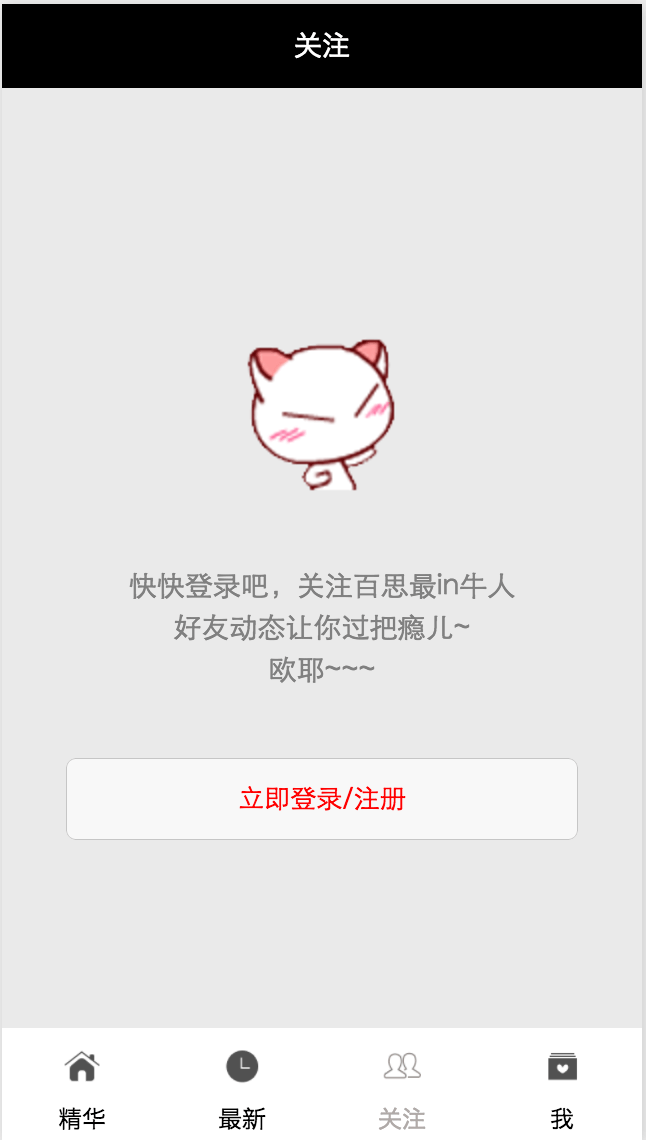 关注
快快登录吧，关注百思最in牛人
好友动态让你过把瘾儿~
欧耶~~~
立即登录/注册
精华
最新
关注
我